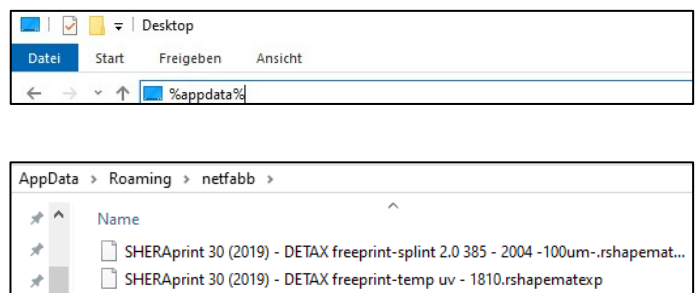 Desktop
Datei Start Freigeben Ansicht
%appdata%
AppData > Roaming > netfabb >
Name
SHERAprint 30 (2019) - DETAX freeprint-splint 2.0 385 - 2004 -100um-.rshapemat...
SHERAprint 30 (2019) - DETAX freeprint-temp uv - 1810.rshapematexp